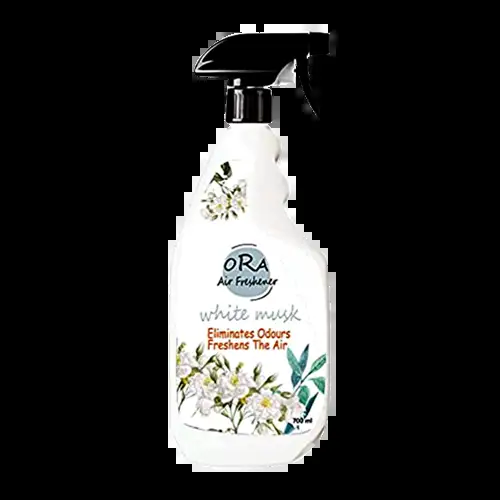 ORA
Air Freshener
white musk
Eliminates Odours
Freshens The Air
700 ml